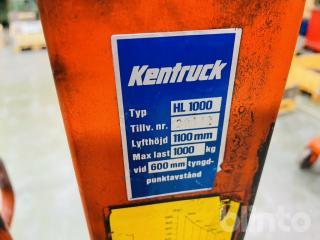 Kentruck
Typ HL 1000
Tillv. nr.
Lyfthöjd 1100 mm
Max last 1000 kg
vid 600 mm tyngd-
punktavstånd